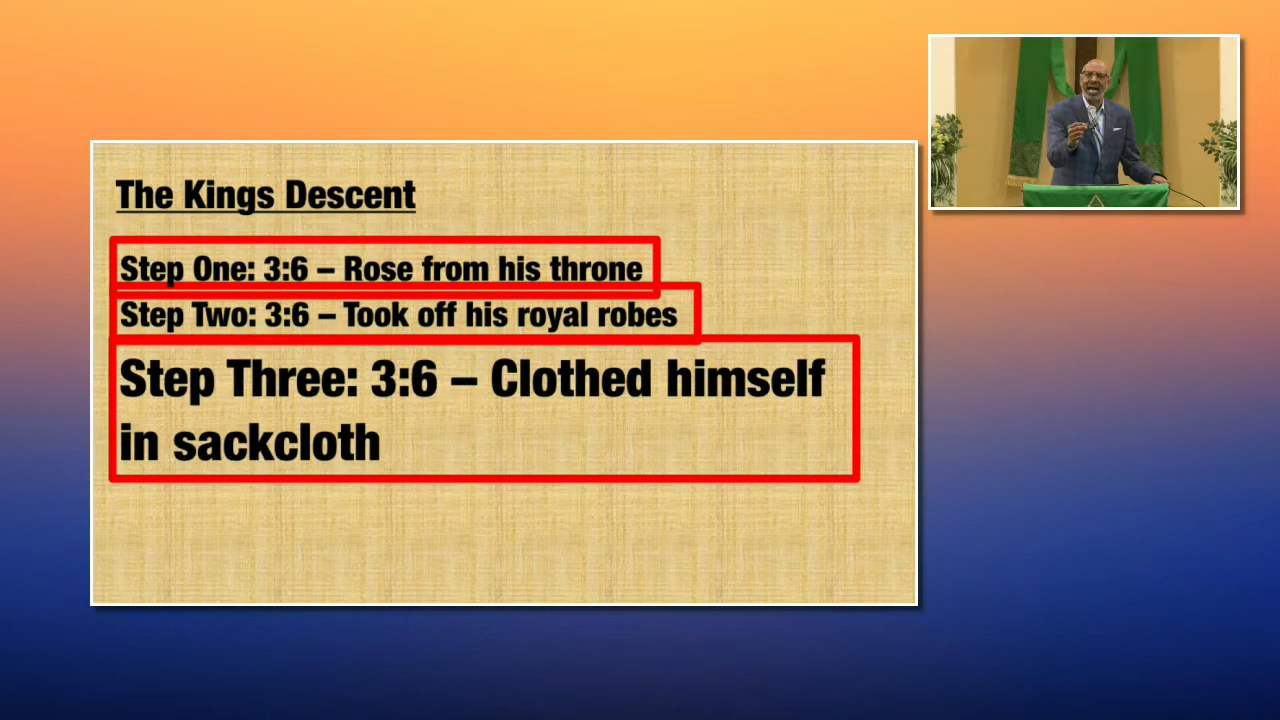 The Kings Descent
Step One: 3:6 – Rose from his throne
Step Two: 3:6 – Took off his royal robes
Step Three: 3:6 – Clothed himself
in sackcloth